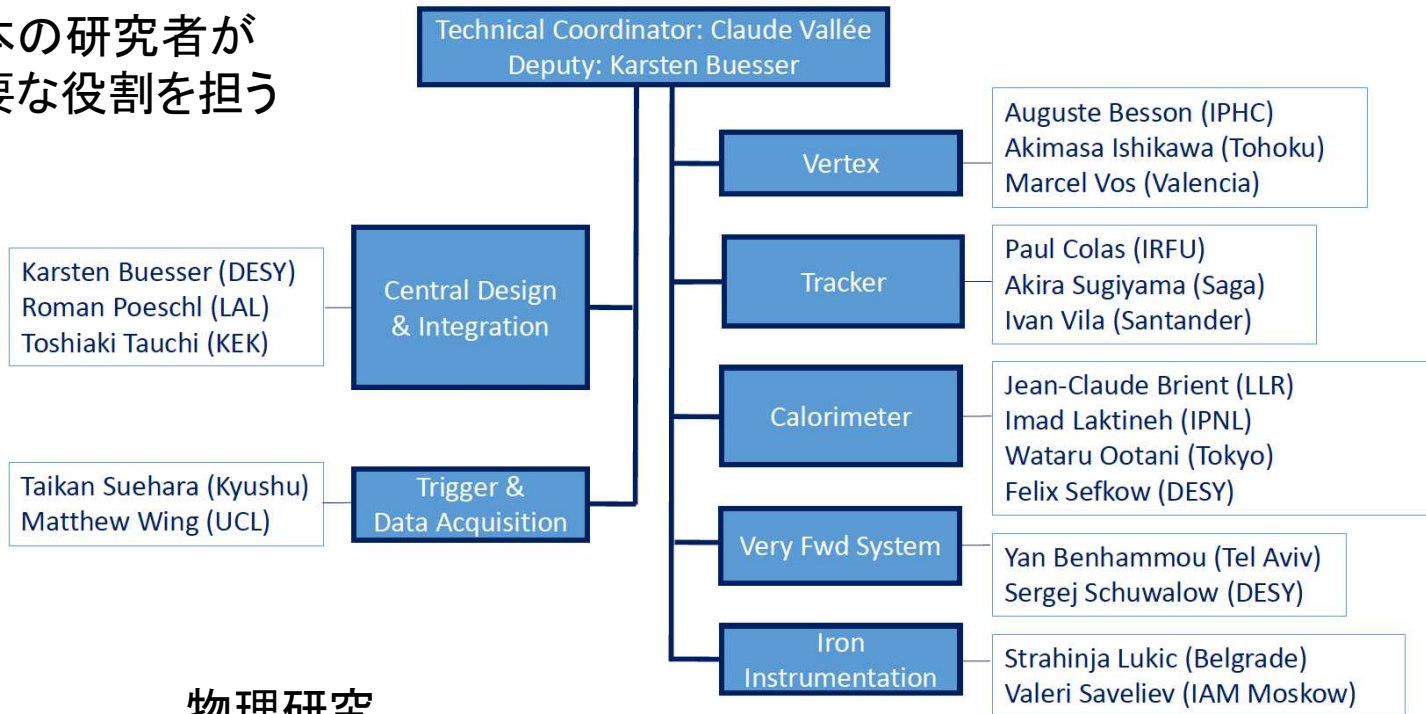 本の研究者が
要な役割を担う
Technical Coordinator: Claude Vallée
Deputy: Karsten Buesser
Karsten Buesser (DESY)
Roman Poeschl (LAL)
Toshiaki Tauchi (KEK)
Central Design
& Integration
Taikan Suehara (Kyushu)
Matthew Wing (UCL)
Trigger &
Data Acquisition
Vertex
Auguste Besson (IPHC)
Akimasa Ishikawa (Tohoku)
Marcel Vos (Valencia)
Tracker
Paul Colas (IRFU)
Akira Sugiyama (Saga)
Ivan Vila (Santander)
Calorimeter
Jean-Claude Brient (LLR)
Imad Laktineh (IPNL)
Wataru Ootani (Tokyo)
Felix Sefkow (DESY)
Very Fwd System
Yan Benhammou (Tel Aviv)
Sergej Schuwalow (DESY)
Iron
Instrumentation
Strahinja Lukic (Belgrade)
Valeri Saveliev (IAM Moskow)
物理研究